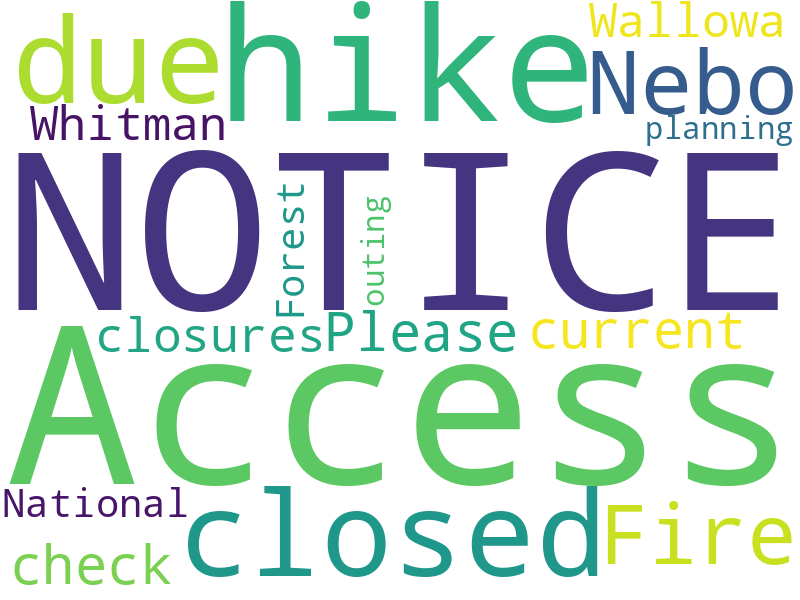 due hike Wallowa
Whitman Nebo
planning
NOTICE
Forest
outing
closures Please current
Access
National closed Fire
check